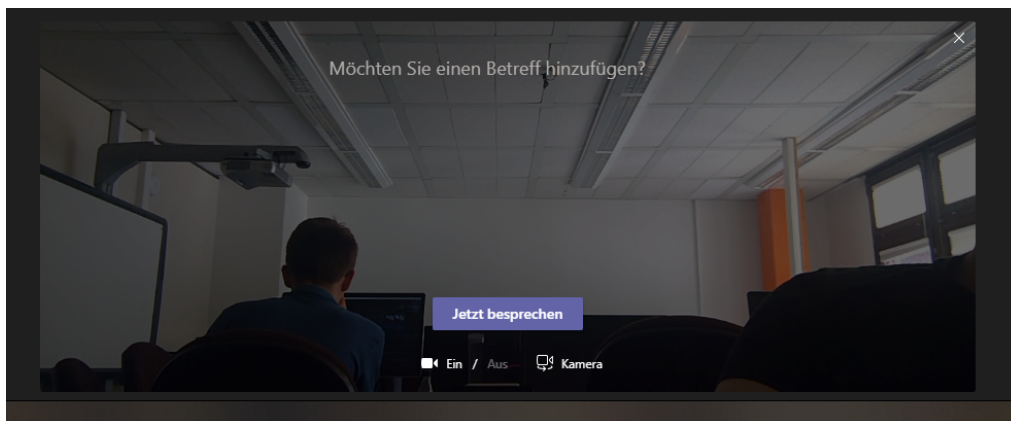 Möchten Sie einen Betreff hinzufügen?
Jetzt besprechen
Ein / Aus Kamera